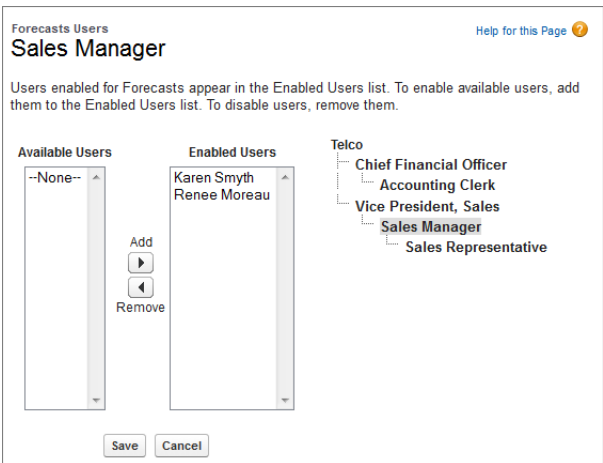 Forecasts Users
Help for this Page ?
Sales Manager
Users enabled for Forecasts appear in the Enabled Users list. To enable available users, add
them to the Enabled Users list. To disable users, remove them.
Available Users
Enabled Users
--None--
Karen Smyth
Renee Moreau
Add
Remove
Telco
Chief Financial Officer
Accounting Clerk
Vice President, Sales
Sales Manager
Sales Representative
Save
Cancel